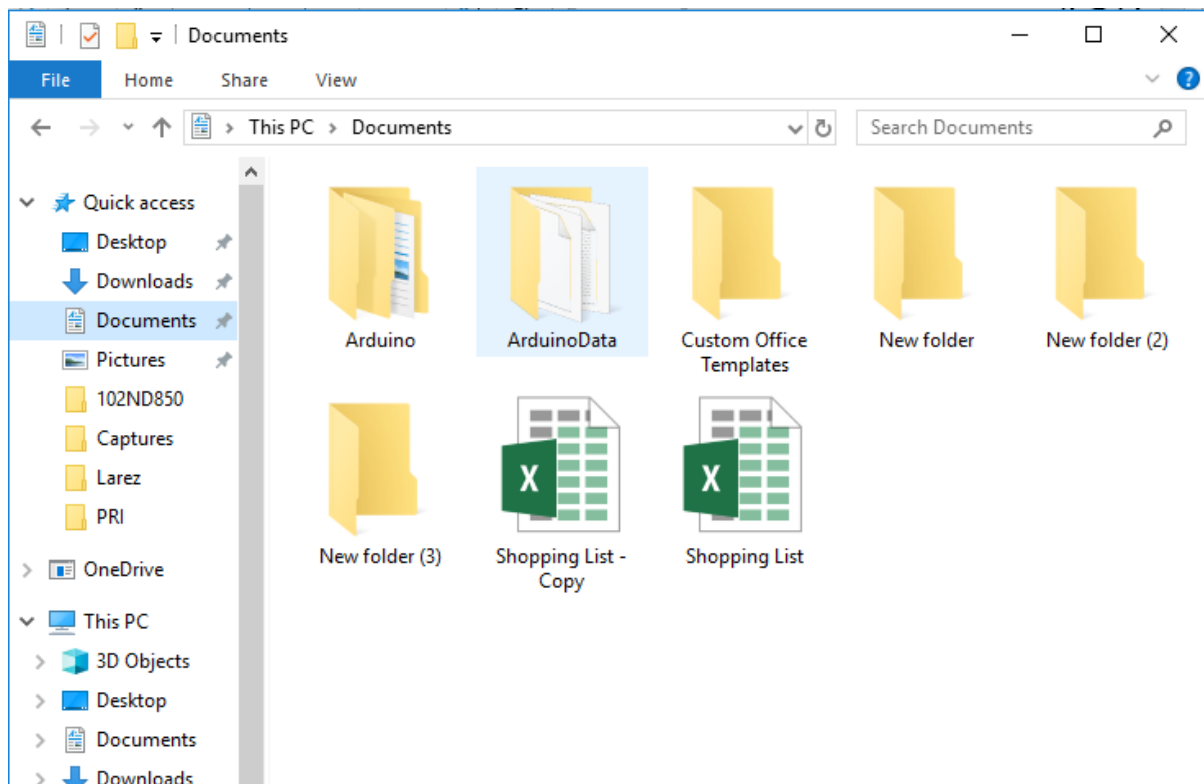 Documents
File Home Share View
This PC > Documents
Search Documents
Quick access
Desktop
Downloads
Documents
Pictures
102ND850
Captures
Larez
PRI
OneDrive
This PC
3D Objects
Desktop
Documents
Downloads
Arduino
ArduinoData
Custom Office
Templates
New folder
New folder (2)
New folder (3)
Shopping List -
Copy
Shopping List